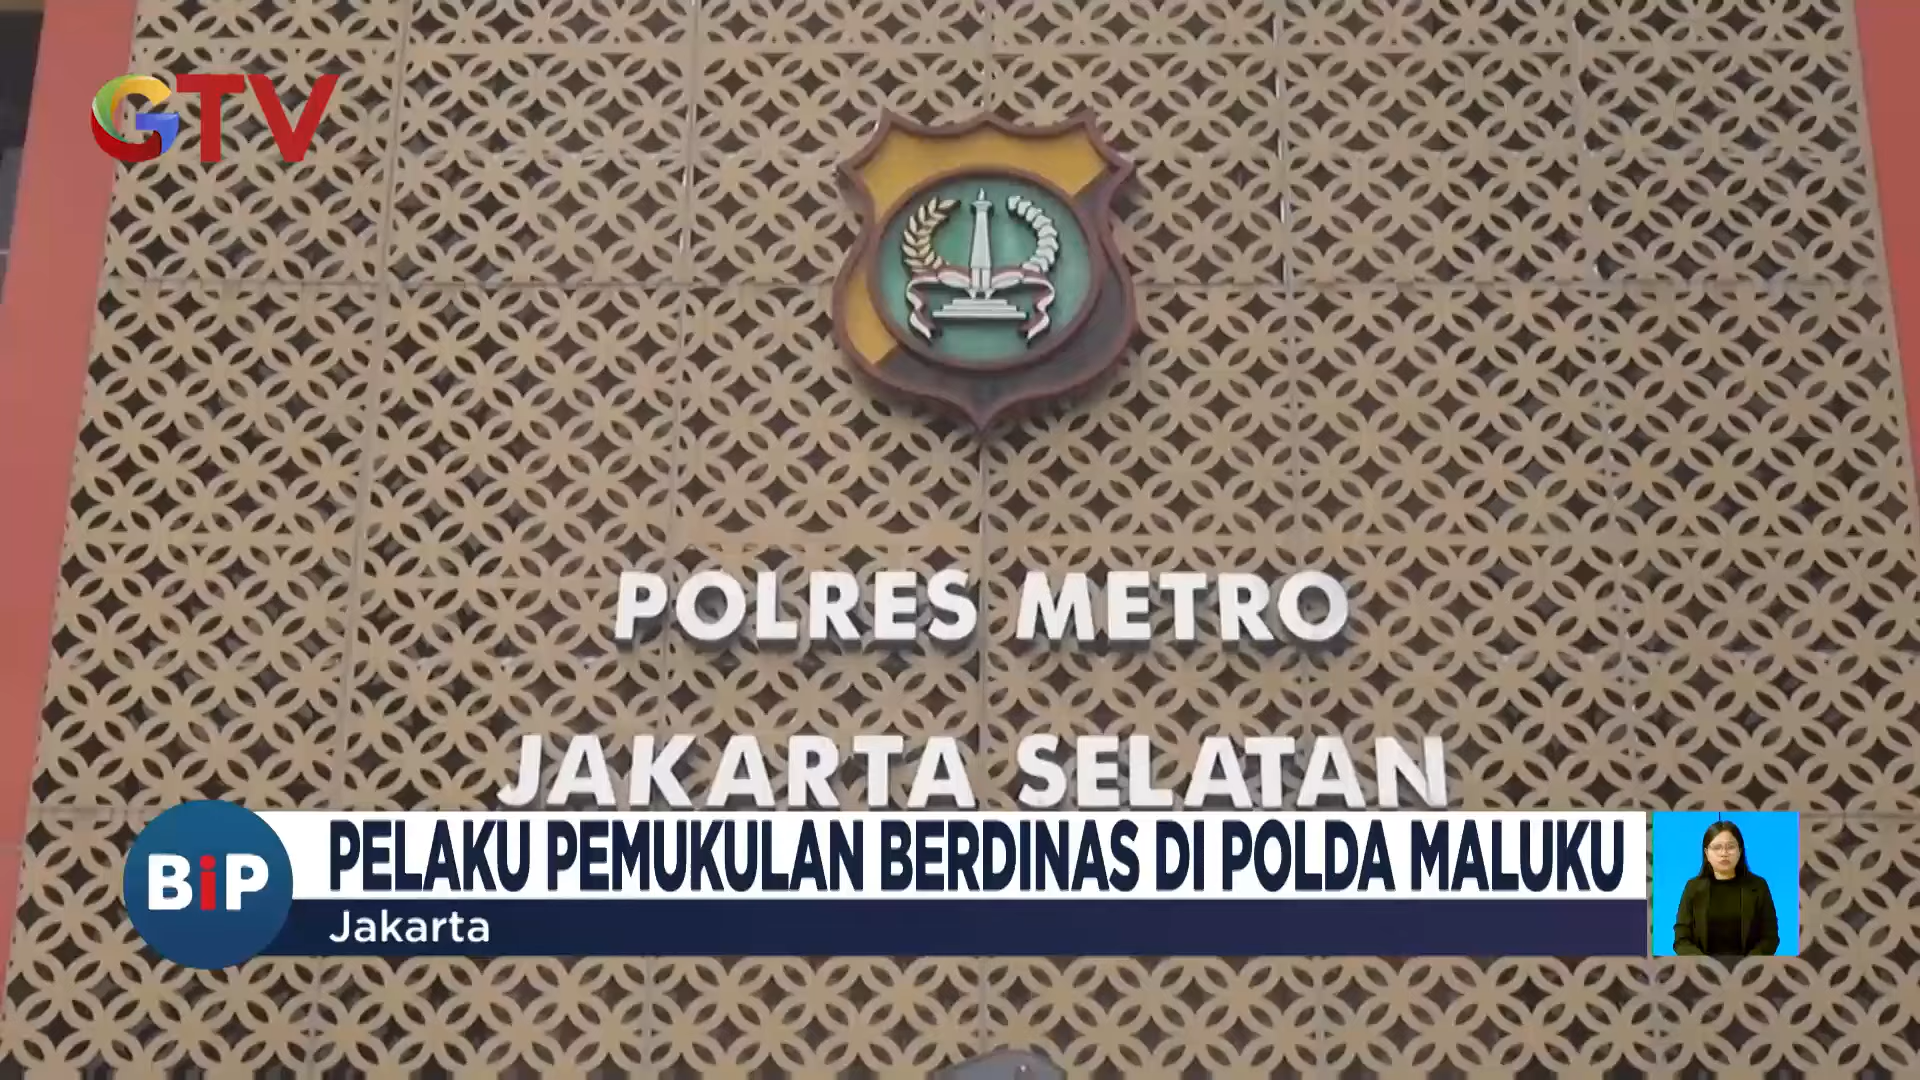 GTV
POLRES METRO
JAKARTA SELATAN
BiP
PELAKU PEMUKULAN BERDINAS DI POLDA MALUKU
Jakarta